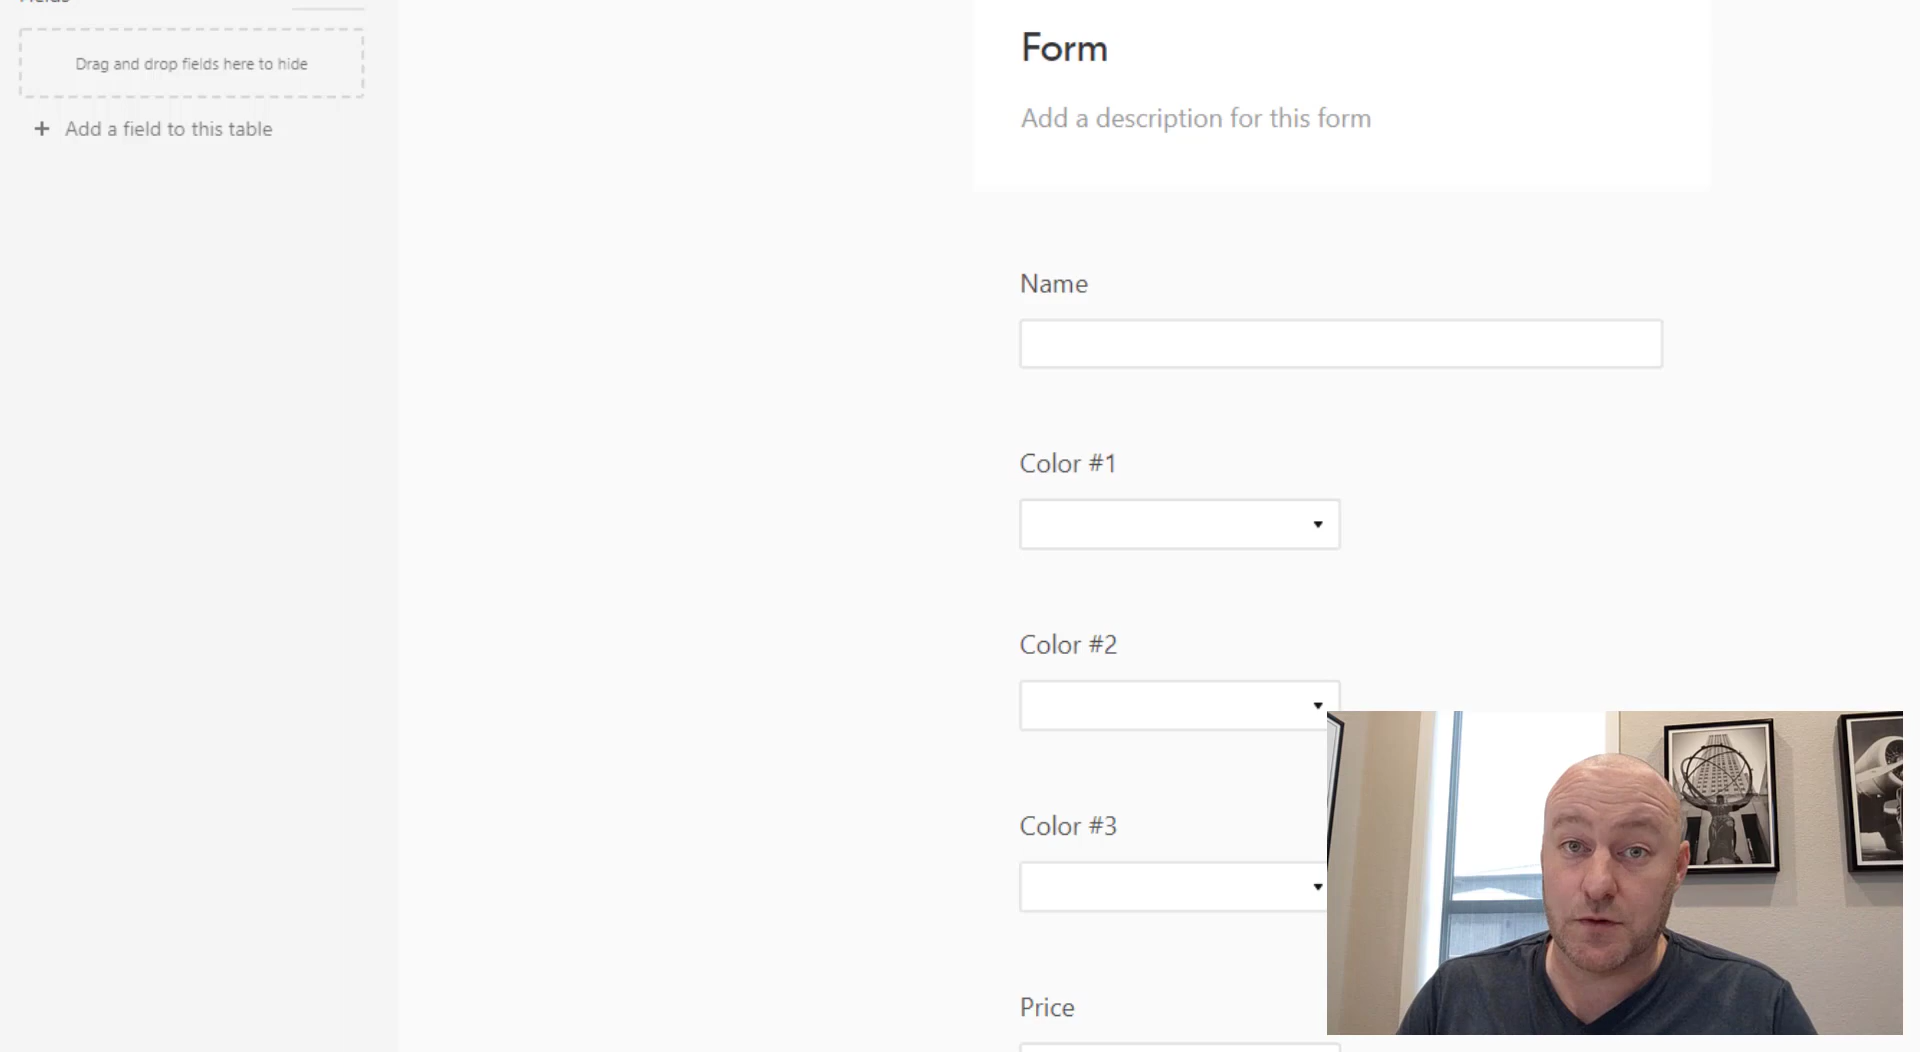 Fields
Drag and drop fields here to hide
+ Add a field to this table
Form
Add a description for this form
Name
Color #1
Color #2
Color #3
Price